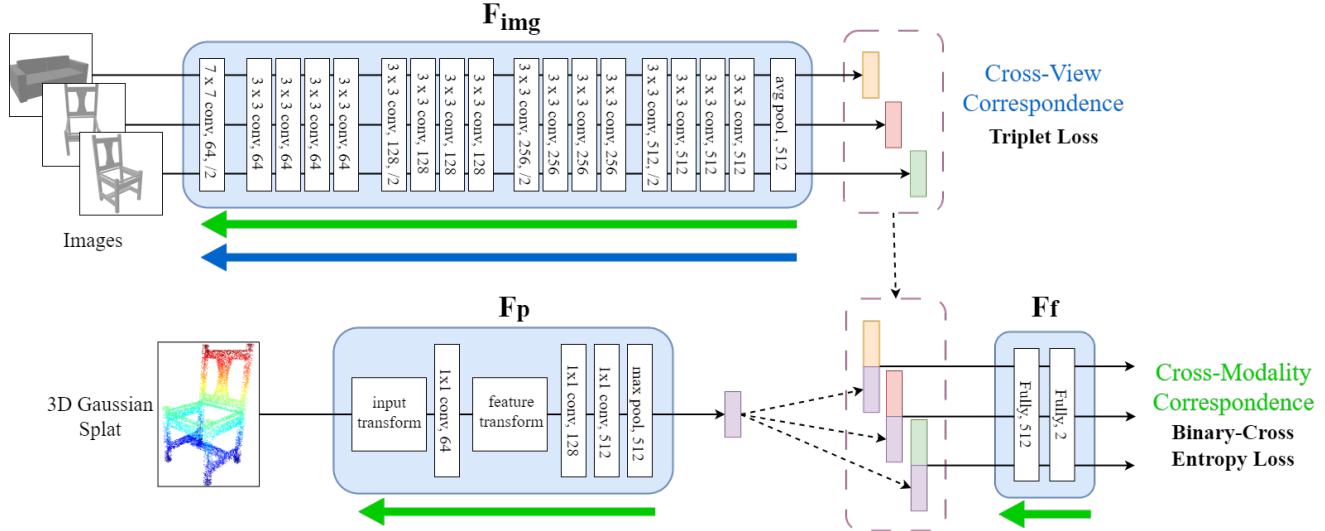 F_img
7 x 7 conv, 64, /2
3 x 3 conv, 64
3 x 3 conv, 64
3 x 3 conv, 64
3 x 3 conv, 64
3 x 3 conv, 128, /2
3 x 3 conv, 128
3 x 3 conv, 128
3 x 3 conv, 128
3 x 3 conv, 256, /2
3 x 3 conv, 256
3 x 3 conv, 256
3 x 3 conv, 256
3 x 3 conv, 512, /2
3 x 3 conv, 512
3 x 3 conv, 512
3 x 3 conv, 512
avg pool , 512
Cross-View
Correspondence
Triplet Loss
Images
Fp
3D Gaussian
Splat
input
transform
1x1 conv, 64
feature
transform
1x1 conv, 128
1x1 conv, 512
max pool, 512
Ff
Fully, 512
Fully, 2
Cross-Modality
Correspondence
Binary-Cross
Entropy Loss